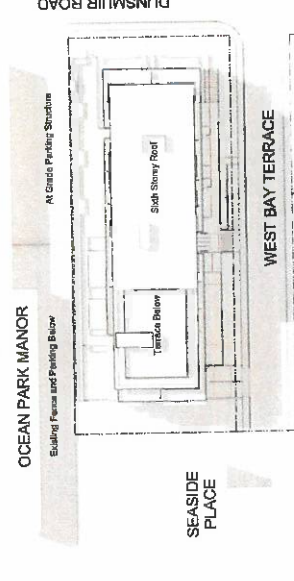 DUNSMUIR ROAD
At Grade Parking Structure
Sixth Storey Roof
WEST BAY TERRACE
OCEAN PARK MANOR
Existing Fence and Parking Below
Terrace Below
SEASIDE
PLACE